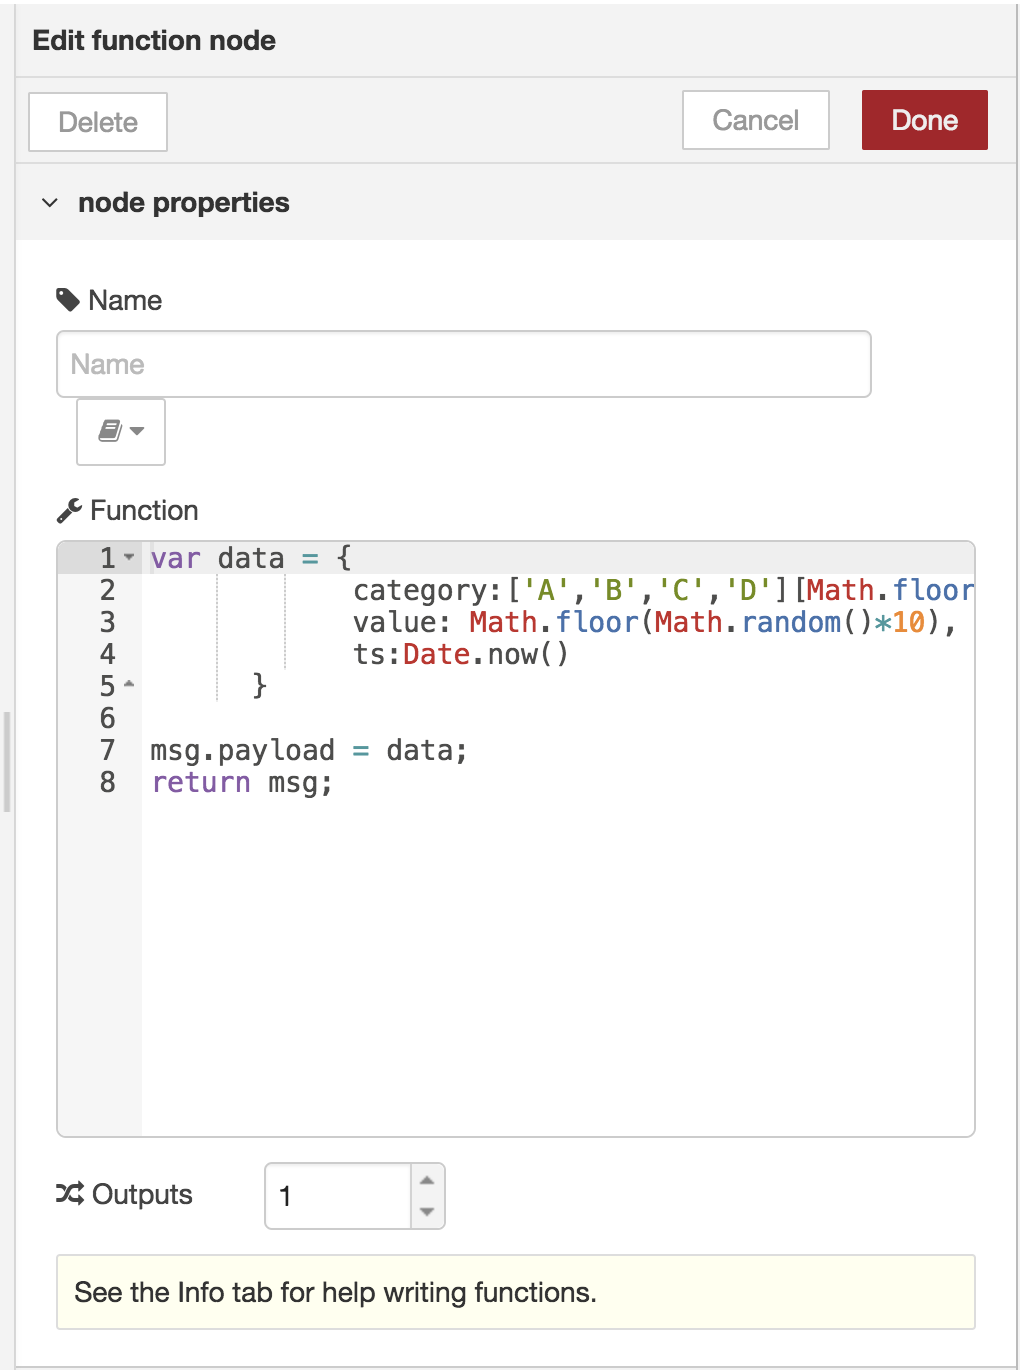 Edit function node
Delete Cancel Done
node properties
Name
Name
Function
1 var data = {
2 category:['A','B','C','D'][Math.floor
3 value: Math.floor(Math.random()*10),
4 ts:Date.now()
5 }
6
7 msg.payload = data;
8 return msg;
Outputs 1
See the Info tab for help writing functions.